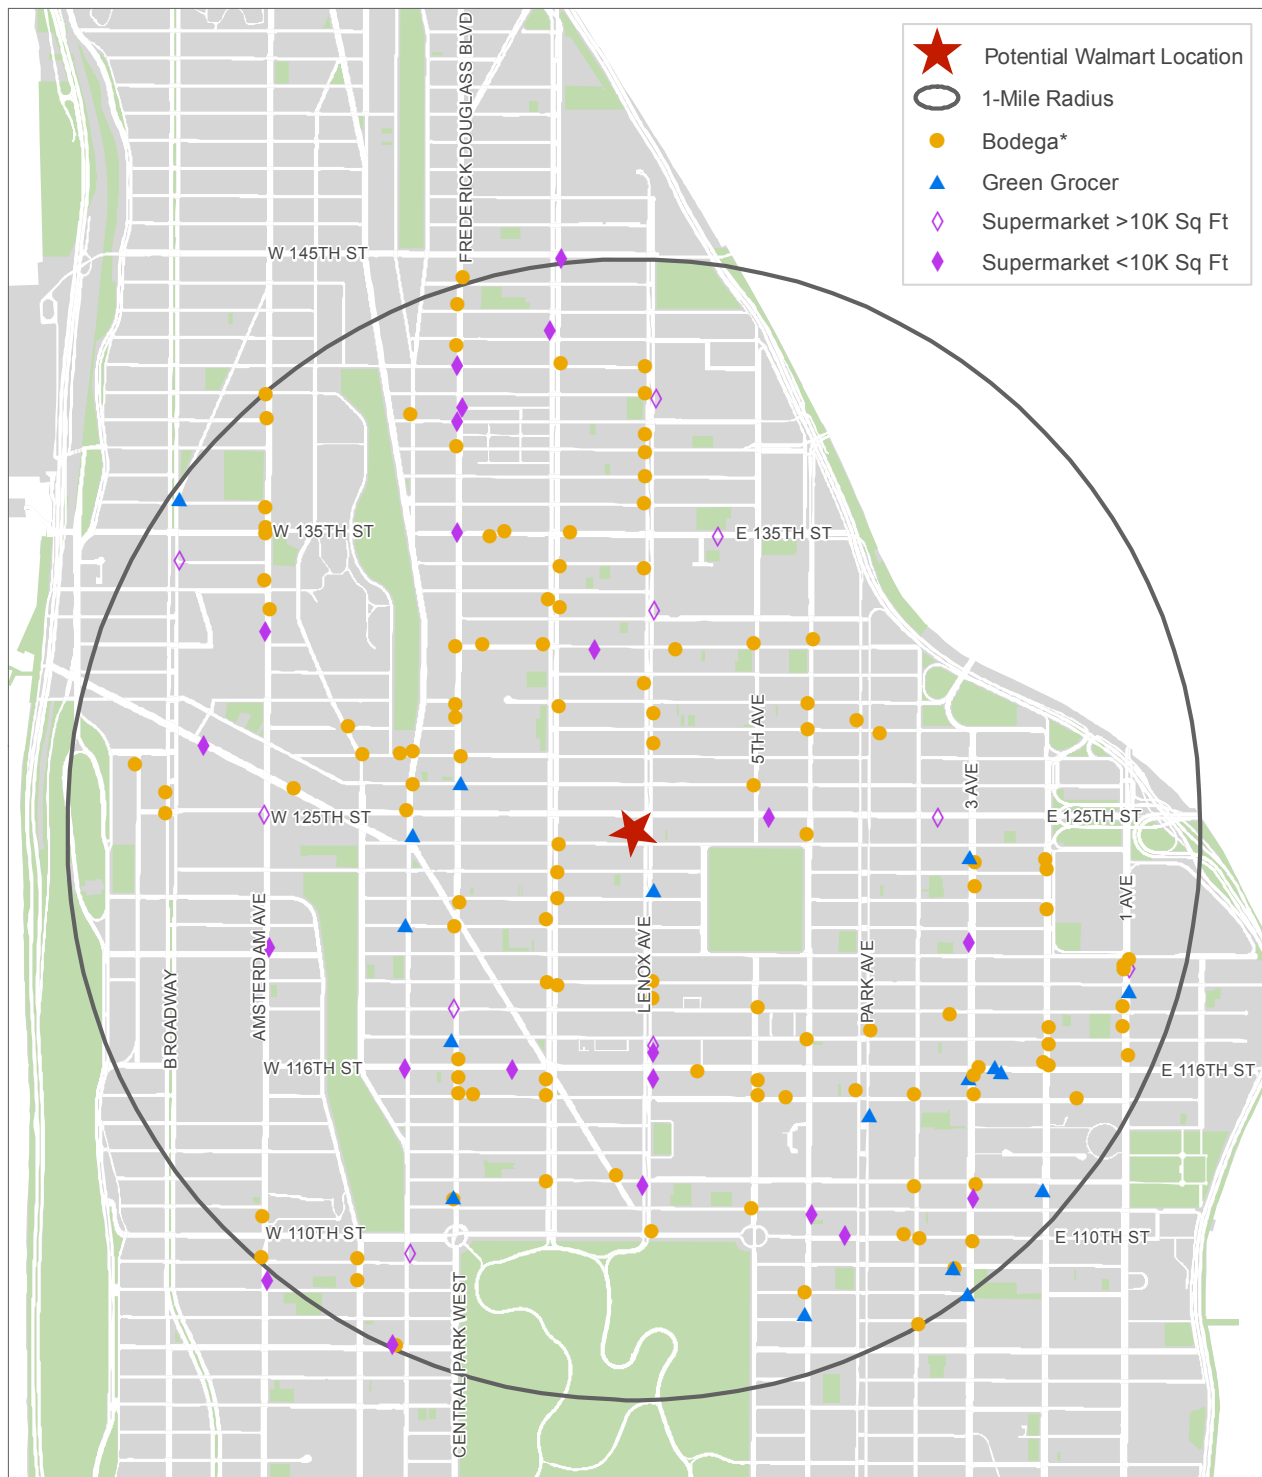 Potential Walmart Location
1-Mile Radius
Bodega*
Green Grocer
Supermarket >10K Sq Ft
Supermarket <10K Sq Ft
FREDERICK DOUGLASS BLVD
W 145TH ST
W 135TH ST
E 135TH ST
5TH AVE
3 AVE
W 125TH ST
E 125TH ST
1 AVE
AMSTERDAM AVE
LENOX AVE
PARK AVE
BROADWAY
W 116TH ST
E 116TH ST
W 110TH ST
E 110TH ST
CENTRAL PARK WEST